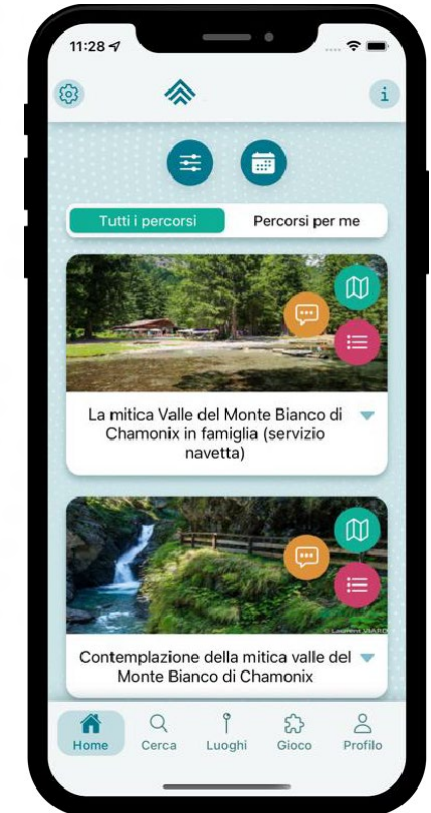 11:28
i
Tutti i percorsi
Percorsi per me
La mitica Valle del Monte Bianco di
Chamonix in famiglia (servizio
navetta)
Contemplazione della mitica valle del
Monte Bianco di Chamonix
Home
Cerca
Luoghi
Gioco
Profilo